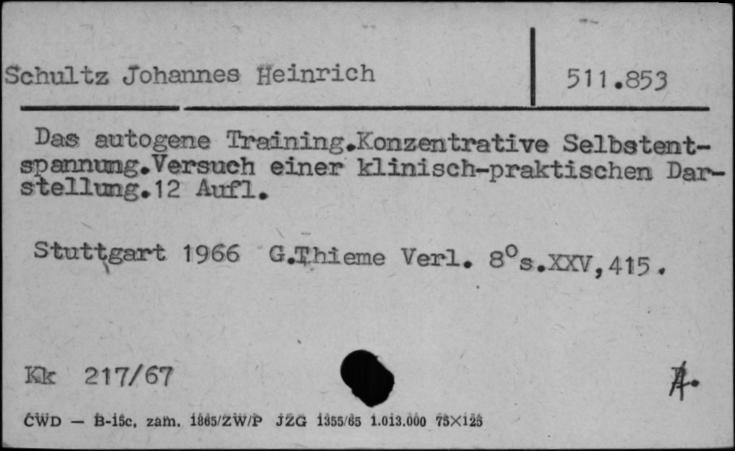 Schultz Johannes Heinrich
511.853
Das autogene Training.Konzentrative Selbstent-
spannung.Versuch einer klinisch-praktischen Dar-
stellung.12 Aufl.
Stuttgart 1966 G.Thieme Verl. 8°s.XXV,415.
Kk 217/67
CWD — B-15c, zam. 1865/ZW/P JZG 1355/65 1.013.000 75×125